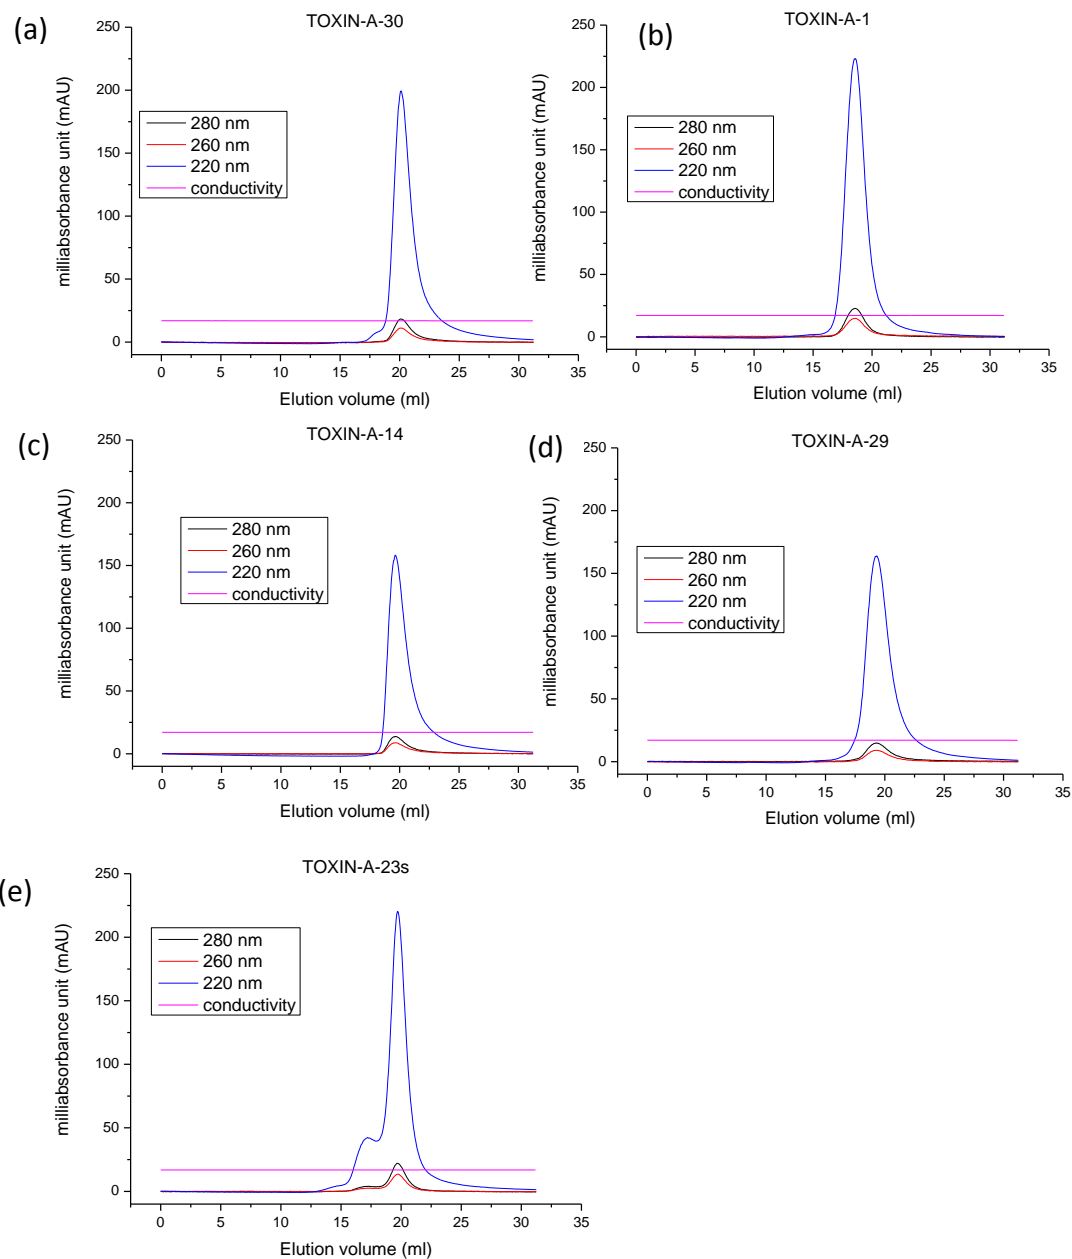 (a)
TOXIN-A-30
250
200
150
100
50
0
milliabsorbance unit (mAU)
280 nm
260 nm
220 nm
conductivity
0 5 10 15 20 25 30 35
Elution volume (ml)
(b)
TOXIN-A-1
250
200
150
100
50
0
milliabsorbance unit (mAU)
280 nm
260 nm
220 nm
conductivity
0 5 10 15 20 25 30 35
Elution volume (ml)
(c)
TOXIN-A-14
250
200
150
100
50
0
milliabsorbance unit (mAU)
280 nm
260 nm
220 nm
conductivity
0 5 10 15 20 25 30 35
Elution volume (ml)
(d)
TOXIN-A-29
250
200
150
100
50
0
milliabsorbance unit (mAU)
280 nm
260 nm
220 nm
conductivity
0 5 10 15 20 25 30 35
Elution volume (ml)
(e)
TOXIN-A-23s
250
200
150
100
50
0
milliabsorbance unit (mAU)
280 nm
260 nm
220 nm
conductivity
0 5 10 15 20 25 30 35
Elution volume (ml)